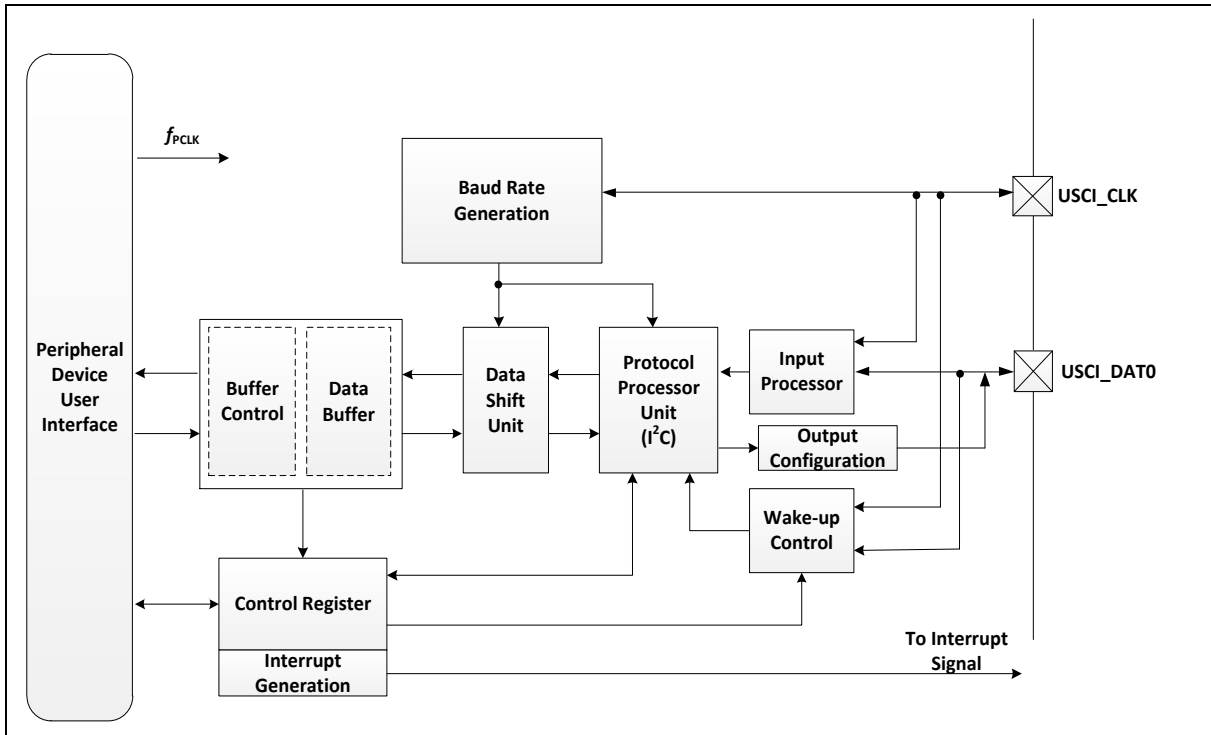 fPCLK
Baud Rate
Generation
USCI_CLK
Peripheral
Device
User
Interface
Buffer
Control
Data
Buffer
Data
Shift
Unit
Protocol
Processor
Unit
(I²C)
Input
Processor
USCI_DAT0
Output
Configuration
Wake-up
Control
Control Register
Interrupt
Generation
To Interrupt
Signal